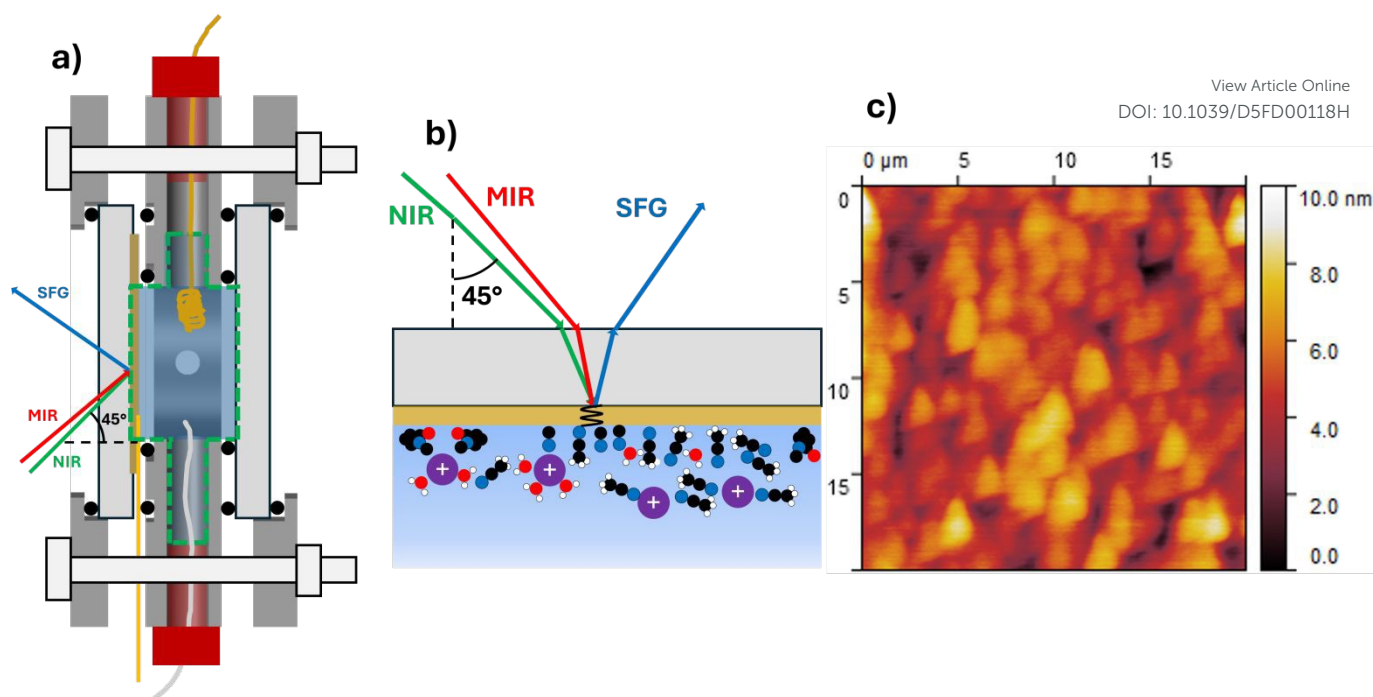 View Article Online
DOI: 10.1039/D5FD00118H
a)
SFG
MIR
NIR
45°
b)
NIR
MIR
SFG
45°
+
+
+
+
c)
0 µm 5 10 15
0
5
10
15
10.0 nm
8.0
6.0
4.0
2.0
0.0